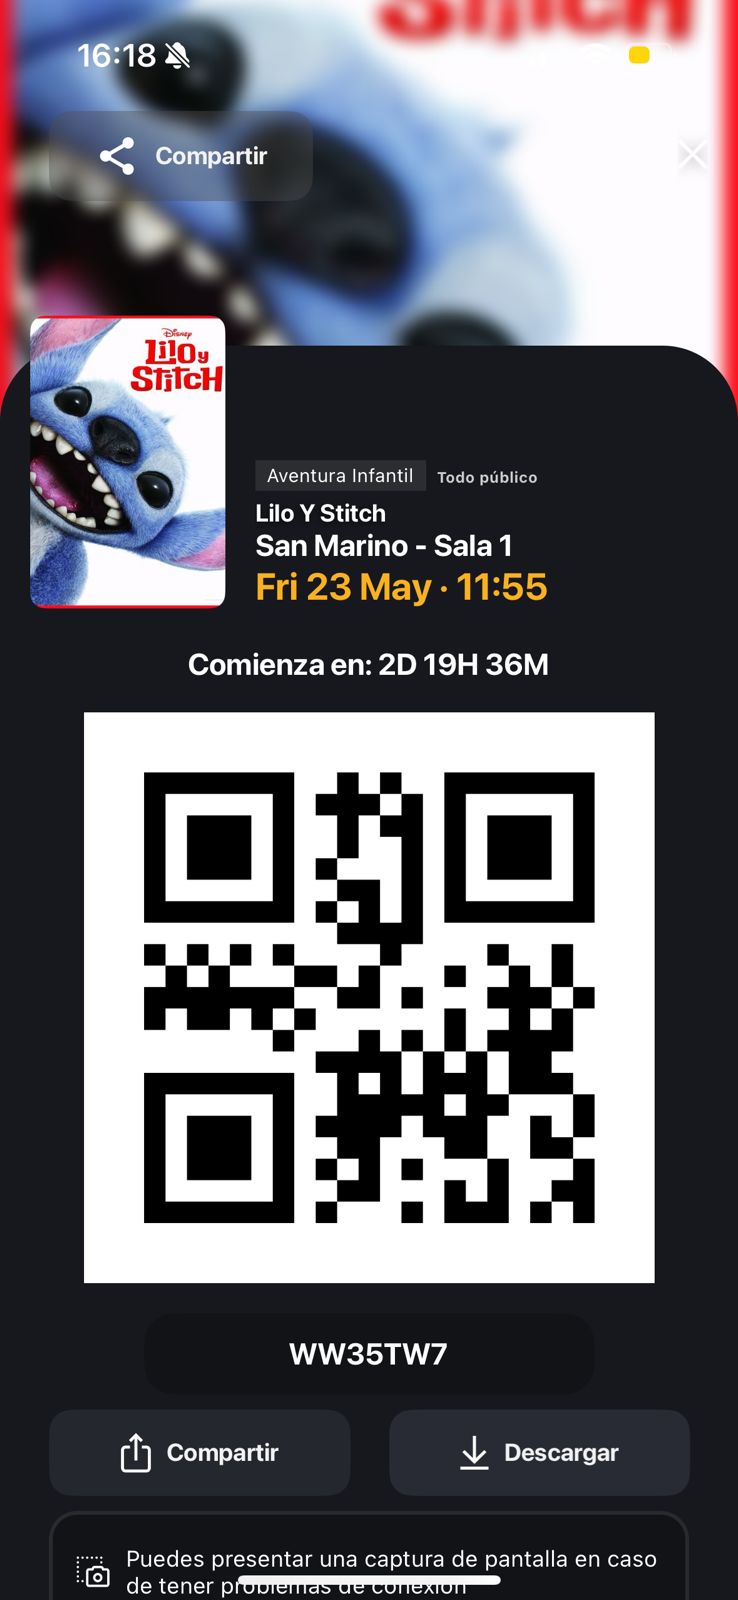 STITCH
16:18
Compartir
Disney
Lilo y
STITCH
Aventura Infantil Todo público
Lilo Y Stitch
San Marino - Sala 1
Fri 23 May · 11:55
Comienza en: 2D 19H 36M
WW35TW7
Compartir
Descargar
Puedes presentar una captura de pantalla en caso
de tener problemas de conexión